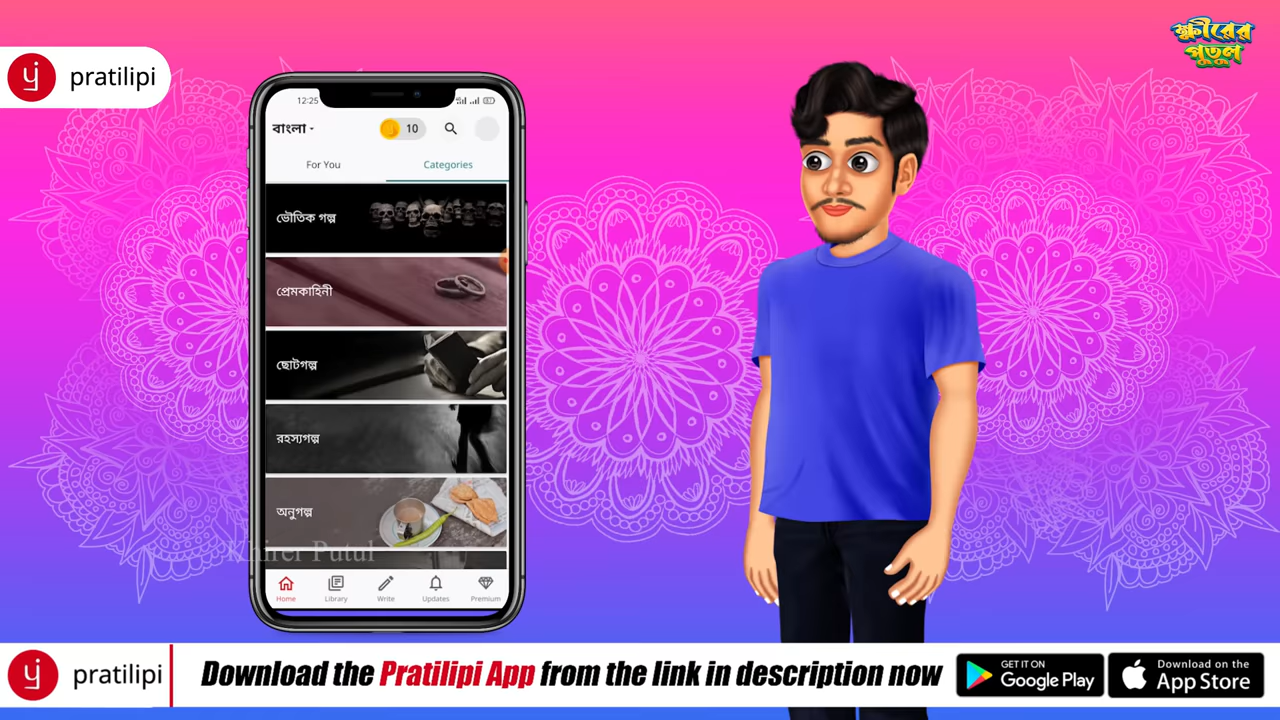 pratilipi
ক্ষীরের
পুতুল
12:25
বাংলা
10
For You
Categories
ভৌতিক গল্প
প্রেমকাহিনী
ছোটগল্প
রহস্যগল্প
অনুগল্প
Khirer Putul
Home
Library
Write
Updates
Premium
pratilipi
Download the Pratilipi App from the link in description now
GET IT ON
Google Play
Download on the
App Store